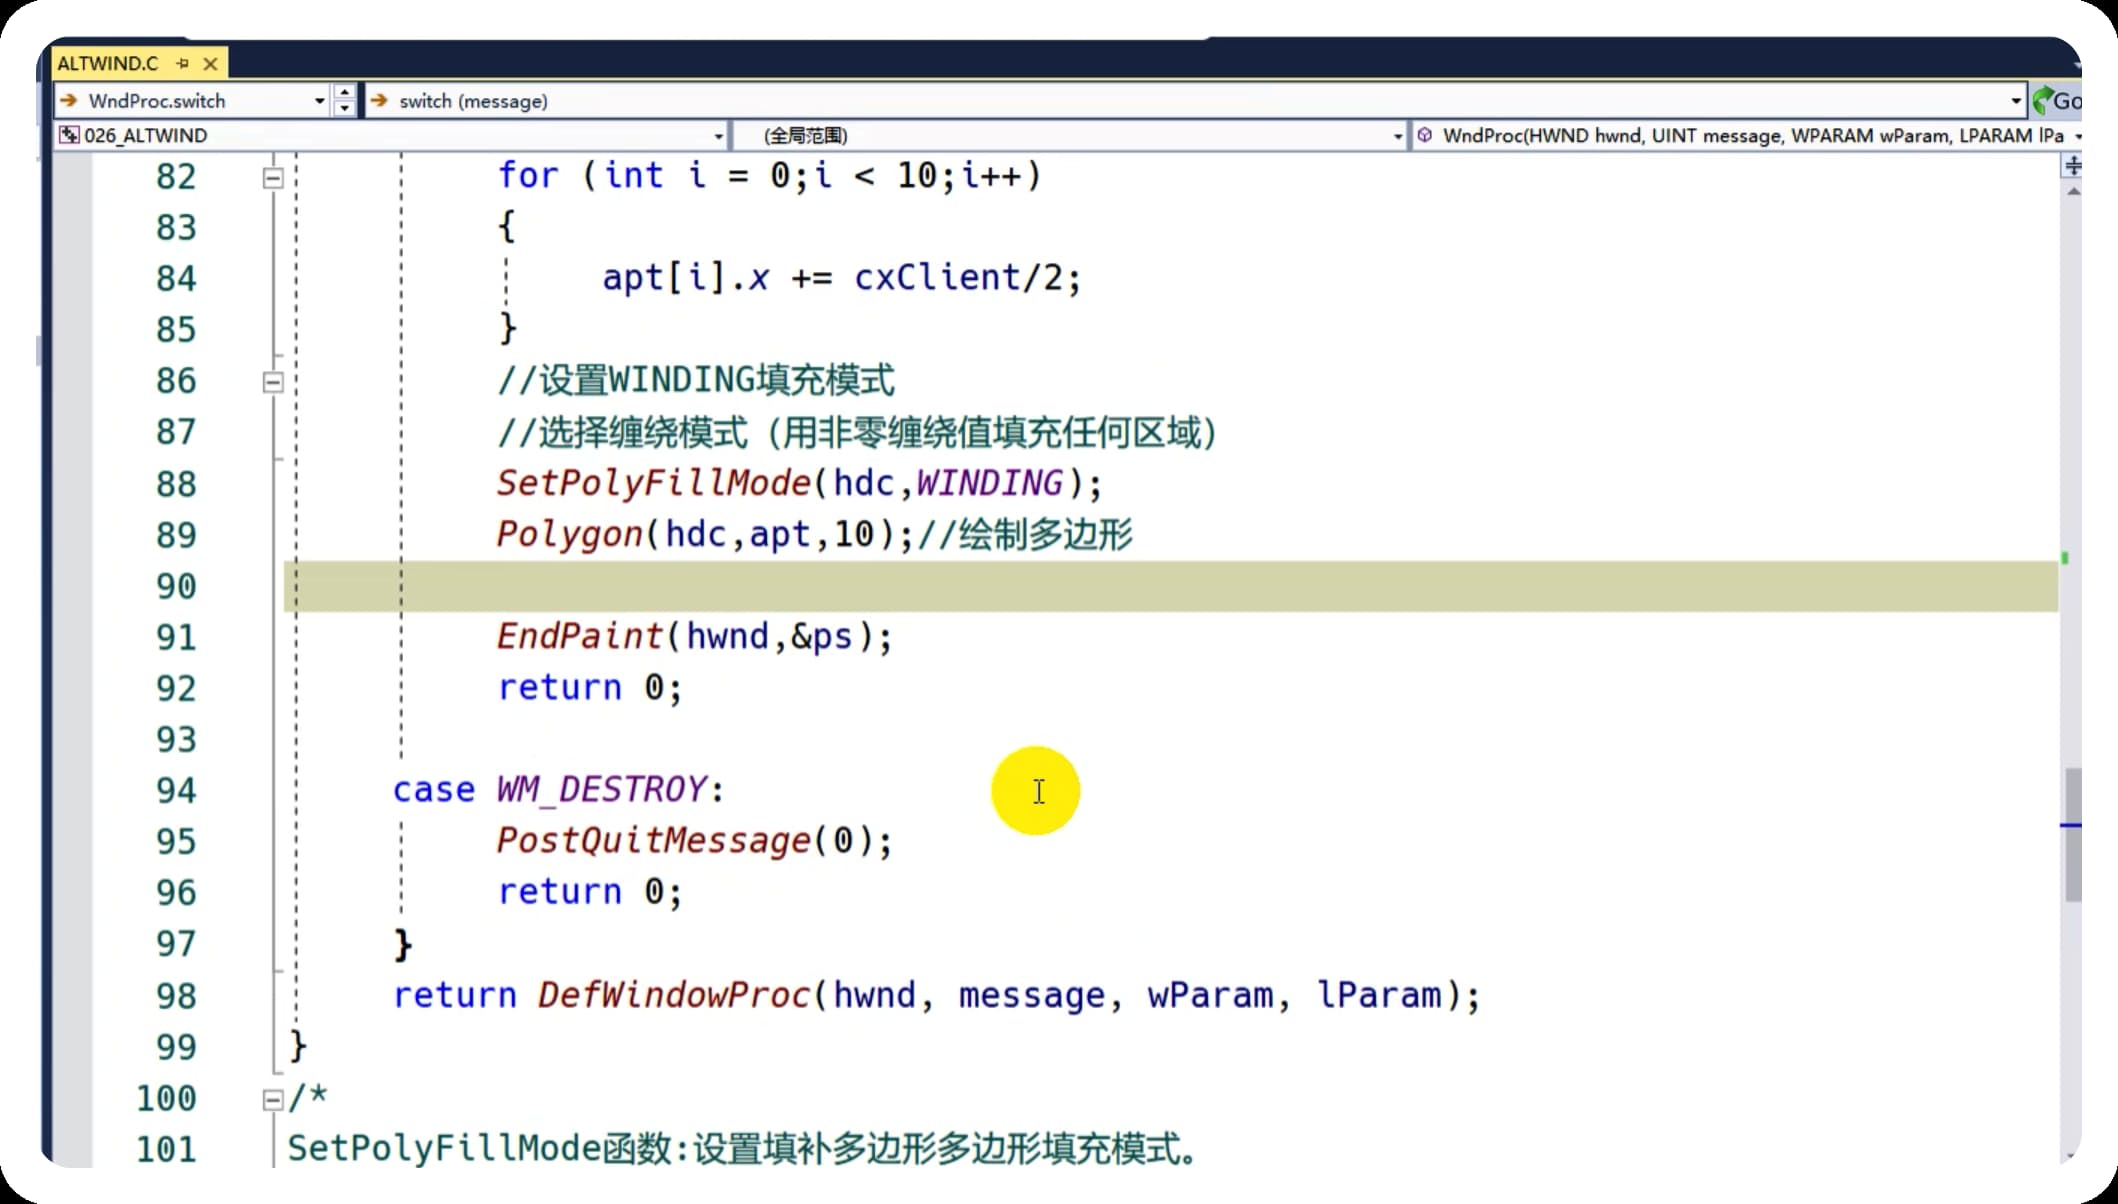 ALTWIND.C
WndProc.switch switch (message) Go
026_ALTWIND (全局范围) WndProc(HWND hwnd, UINT message, WPARAM wParam, LPARAM lPa
82 for (int i = 0;i < 10;i++)
83 {
84 apt[i].x += cxClient/2;
85 }
86 //设置WINDING填充模式
87 //选择缠绕模式（用非零缠绕值填充任何区域）
88 SetPolyFillMode(hdc,WINDING);
89 Polygon(hdc,apt,10);//绘制多边形
90
91 EndPaint(hwnd,&ps);
92 return 0;
93
94 case WM_DESTROY:
95 PostQuitMessage(0);
96 return 0;
97 }
98 return DefWindowProc(hwnd, message, wParam, lParam);
99 }
100 /*
101 SetPolyFillMode函数:设置填补多边形多边形填充模式。